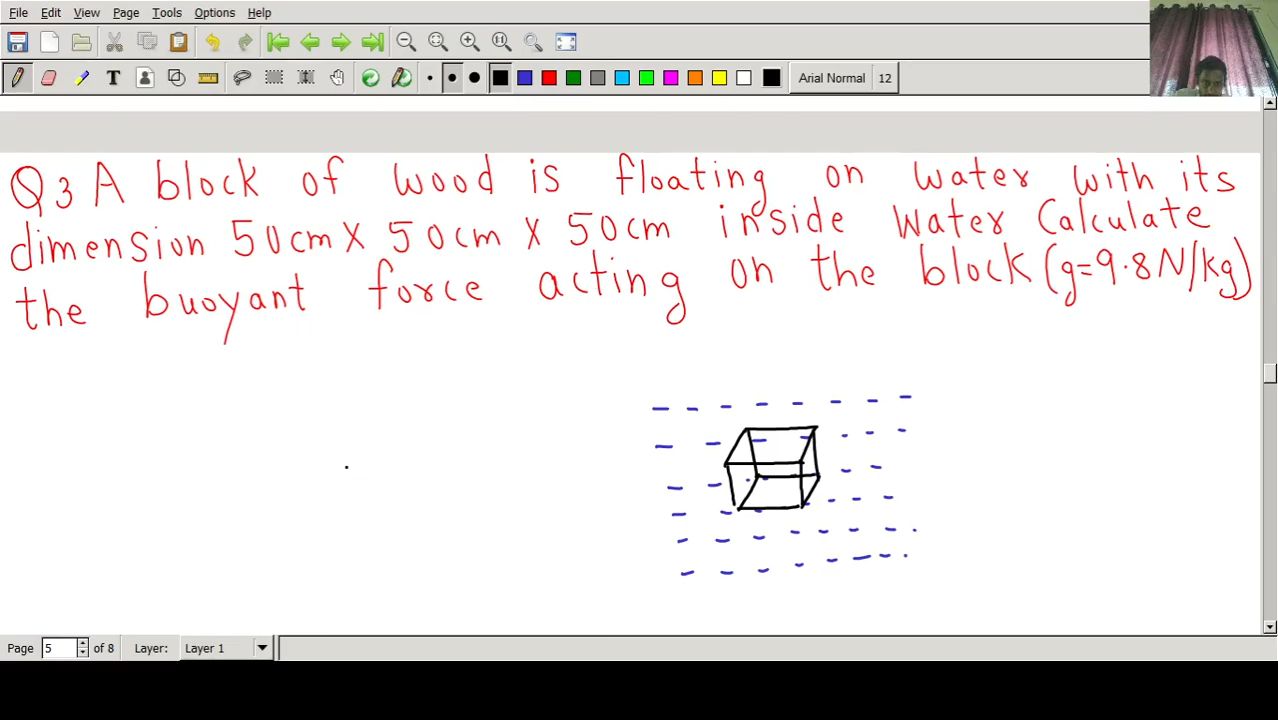 File Edit View Page Tools Options Help
T Arial Normal 12
Q3 A block of wood is floating on water with its
dimension 50cm X 50cm X 50cm inside Water Calculate
the buoyant force acting on the block (g=9.8N/kg)
Page 5 of 8 Layer: Layer 1